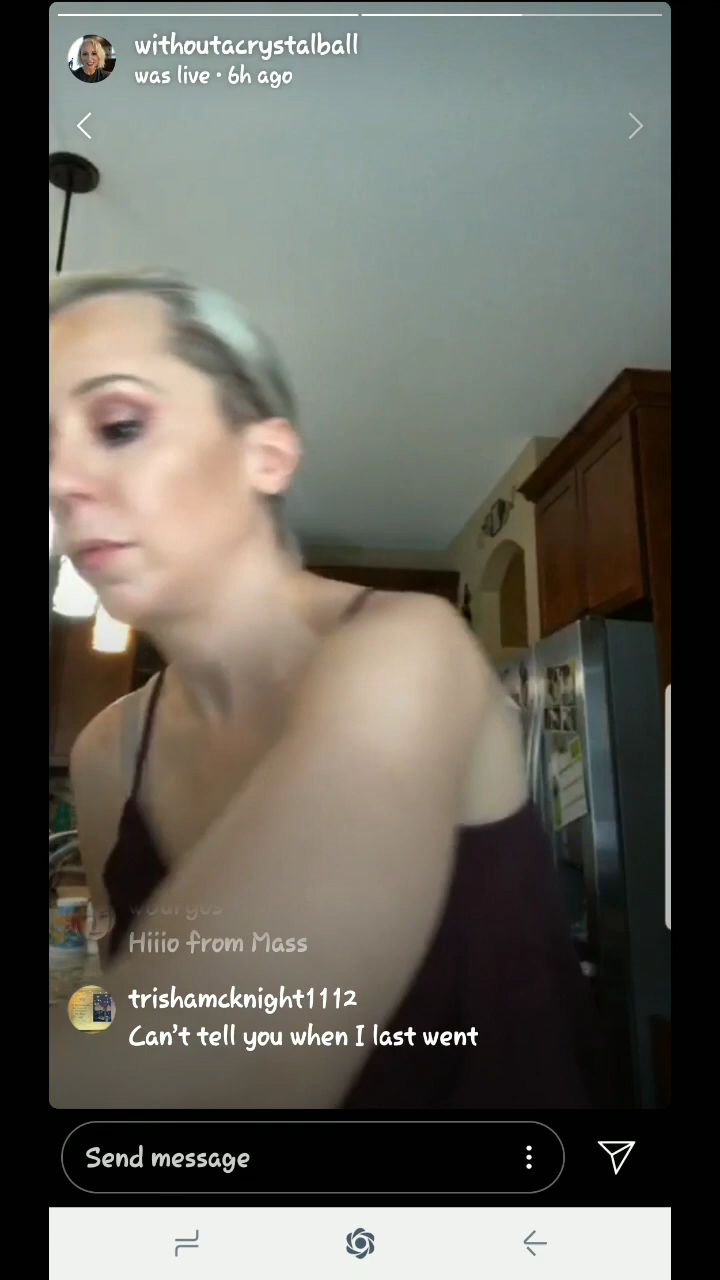 withoutacrystalball
was live • 6h ago
Hiiio from Mass
trishamcknight1112
Can't tell you when I last went
Send message